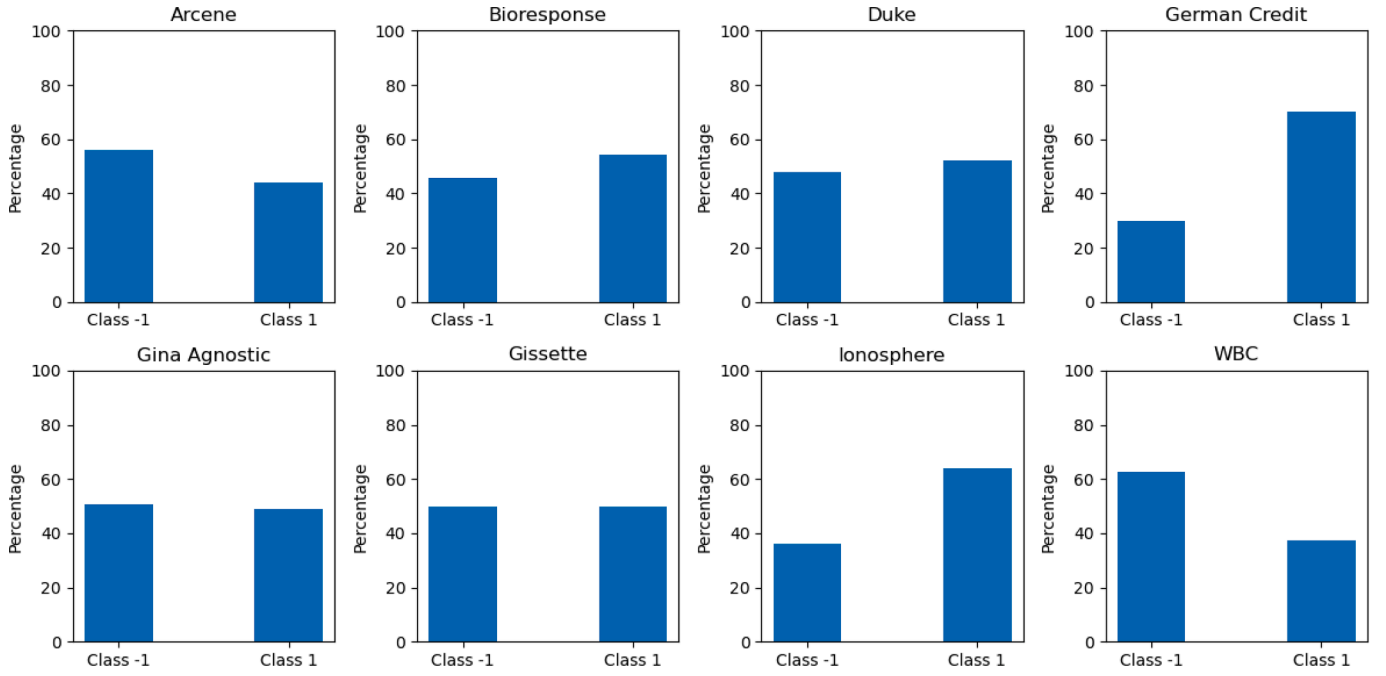 Arcene
Percentage
100
80
60
40
20
0
Class -1 Class 1
Bioresponse
Percentage
100
80
60
40
20
0
Class -1 Class 1
Duke
Percentage
100
80
60
40
20
0
Class -1 Class 1
German Credit
Percentage
100
80
60
40
20
0
Class -1 Class 1
Gina Agnostic
Percentage
100
80
60
40
20
0
Class -1 Class 1
Gissette
Percentage
100
80
60
40
20
0
Class -1 Class 1
Ionosphere
Percentage
100
80
60
40
20
0
Class -1 Class 1
WBC
Percentage
100
80
60
40
20
0
Class -1 Class 1